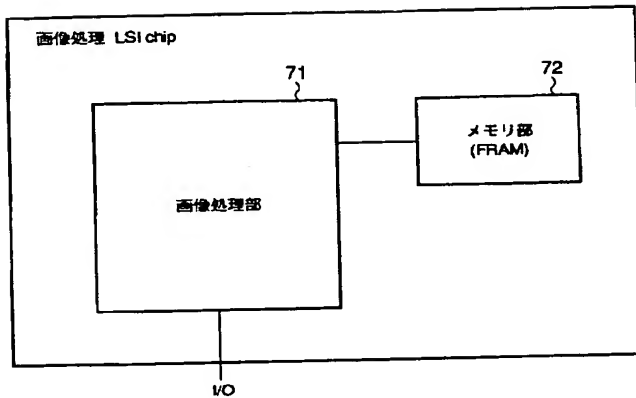 画像処理 LSI chip
71
72
画像処理部
メモリ部
(FRAM)
I/O